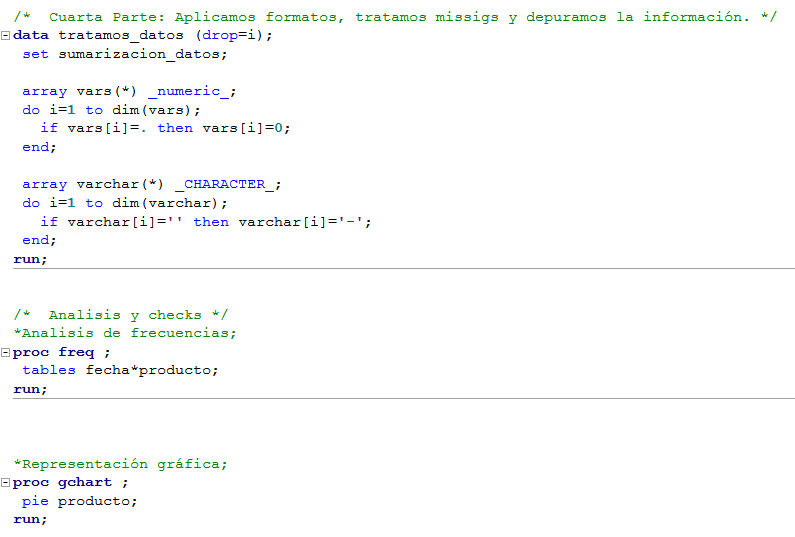 /*  Cuarta Parte: Aplicamos formatos, tratamos missigs y depuramos la información. */
data tratamos_datos (drop=i);
set sumarizacion_datos;
array vars(*) _numeric_;
do i=1 to dim(vars);
if vars[i]=. then vars[i]=0;
end;
array varchar(*) _CHARACTER_;
do i=1 to dim(varchar);
if varchar[i]='' then varchar[i]='-';
end;
run;
/*  Analisis y checks */
*Analisis de frecuencias;
proc freq ;
tables fecha*producto;
run;
*Representación gráfica;
proc gchart ;
pie producto;
run;